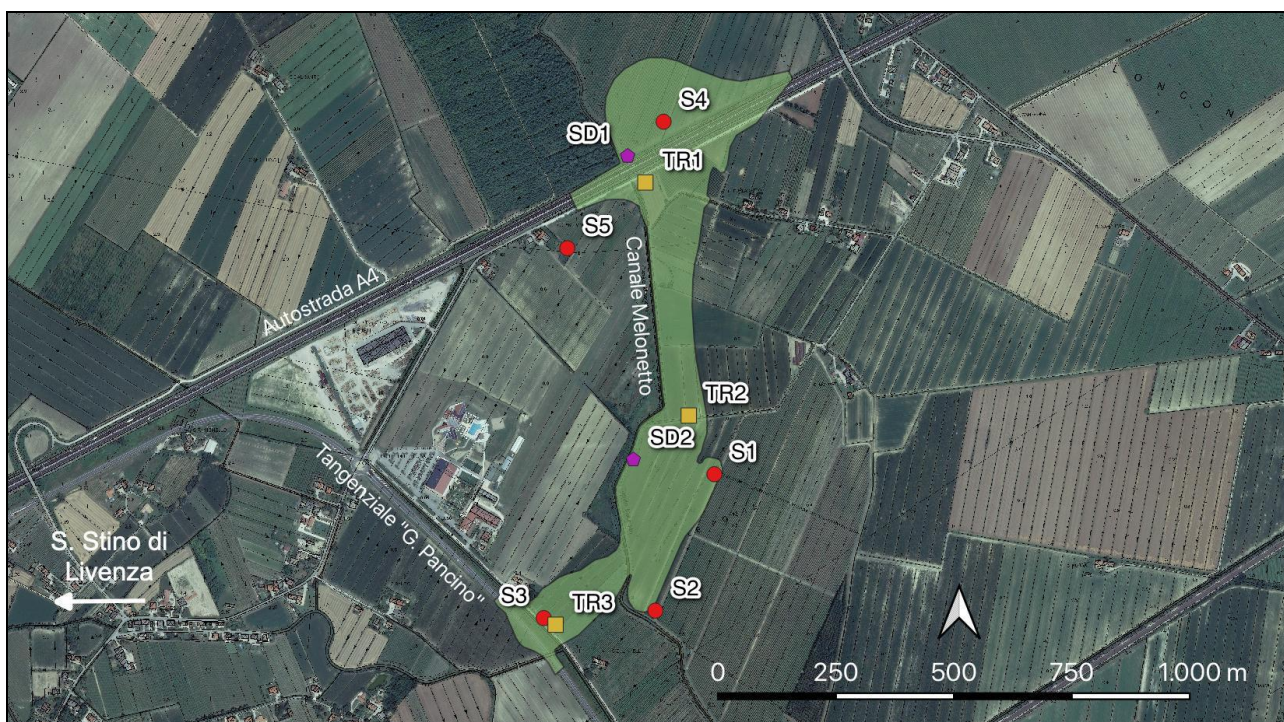 S4
SD1
TR1
S5
Canale Melonetto
Autostrada A4
TR2
SD2
S1
Tangenziale "G. Pancino"
S. Stino di
Livenza
S3
TR3
S2
0 250 500 750 1.000 m